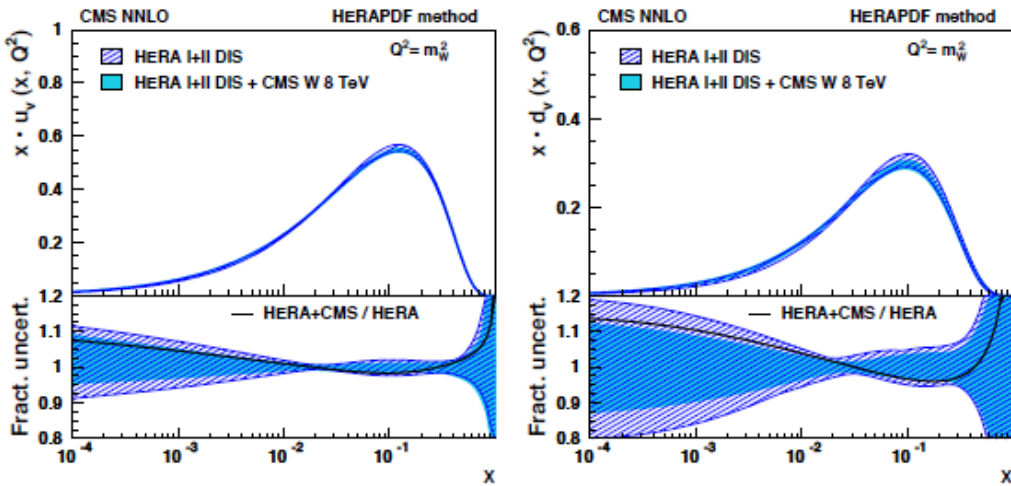 CMS NNLO HERAPDF method
x · u_v (x, Q²)
1
0.8
0.6
0.4
0.2
Q² = m_W²
HERA I+II DIS
HERA I+II DIS + CMS W 8 TeV
Fract. uncert.
1.2
1.1
1
0.9
0.8
HERA+CMS / HERA
10⁻⁴ 10⁻³ 10⁻² 10⁻¹
x
CMS NNLO HERAPDF method
x · d_v (x, Q²)
0.6
0.4
0.2
Q² = m_W²
HERA I+II DIS
HERA I+II DIS + CMS W 8 TeV
Fract. uncert.
1.2
1.1
1
0.9
0.8
HERA+CMS / HERA
10⁻⁴ 10⁻³ 10⁻² 10⁻¹
x